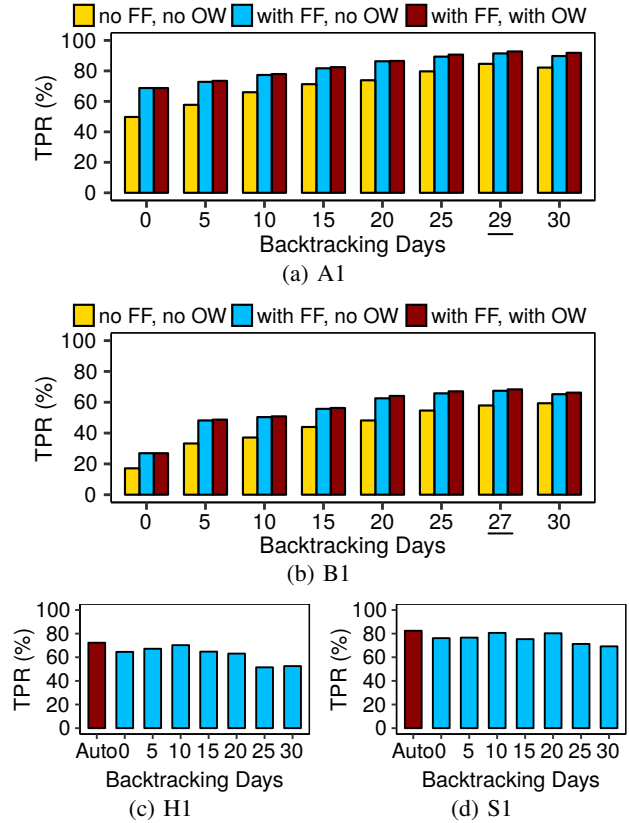 no FF, no OW with FF, no OW with FF, with OW
100
80
60
40
20
0
TPR (%)
0 5 10 15 20 25 29 30
Backtracking Days
(a) A1
no FF, no OW with FF, no OW with FF, with OW
100
80
60
40
20
0
TPR (%)
0 5 10 15 20 25 27 30
Backtracking Days
(b) B1
100
80
60
40
20
0
TPR (%)
Auto 0 5 10 15 20 25 30
Backtracking Days
(c) H1
100
80
60
40
20
0
TPR (%)
Auto 0 5 10 15 20 25 30
Backtracking Days
(d) S1